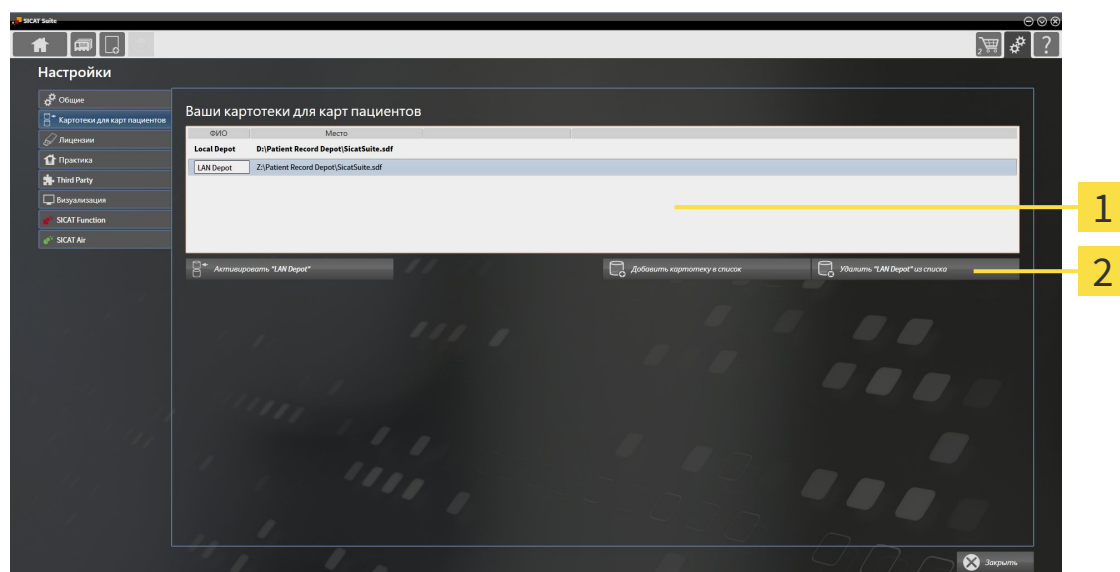 SICAT Suite
2
?
Настройки
Общие
Картотеки для карт пациентов
Лицензии
Практика
Third Party
Визуализация
SICAT Function
SICAT Air
Ваши картотеки для карт пациентов
ФИО Место
Local Depot D:\Patient Record Depot\SicatSuite.sdf
LAN Depot Z:\Patient Record Depot\SicatSuite.sdf
1
Активировать "LAN Depot" Добавить картотеку в список Удалить "LAN Depot" из списка
2
Закрыть